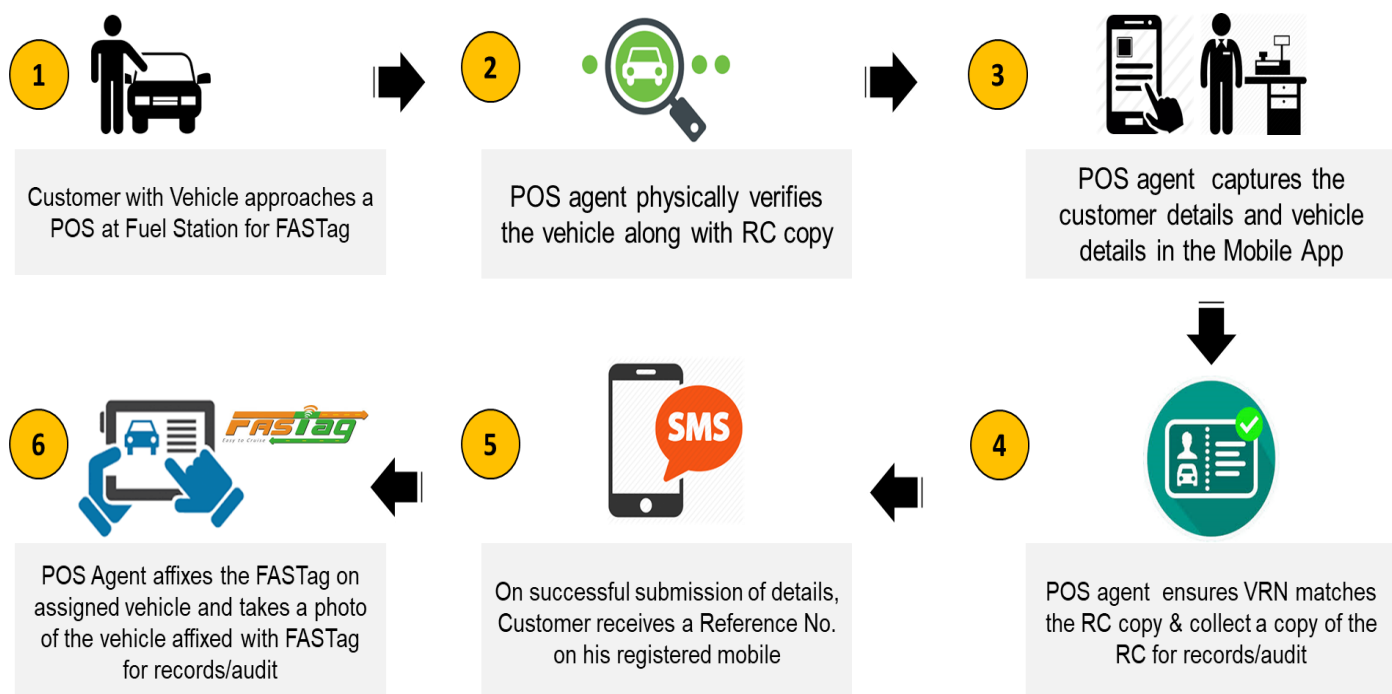 1
Customer with Vehicle approaches a
POS at Fuel Station for FASTag
2
POS agent physically verifies
the vehicle along with RC copy
3
POS agent captures the
customer details and vehicle
details in the Mobile App
4
POS agent ensures VRN matches
the RC copy & collect a copy of the
RC for records/audit
5
SMS
On successful submission of details,
Customer receives a Reference No.
on his registered mobile
6
FASTag
Easy to Cruise
POS Agent affixes the FASTag on
assigned vehicle and takes a photo
of the vehicle affixed with FASTag
for records/audit